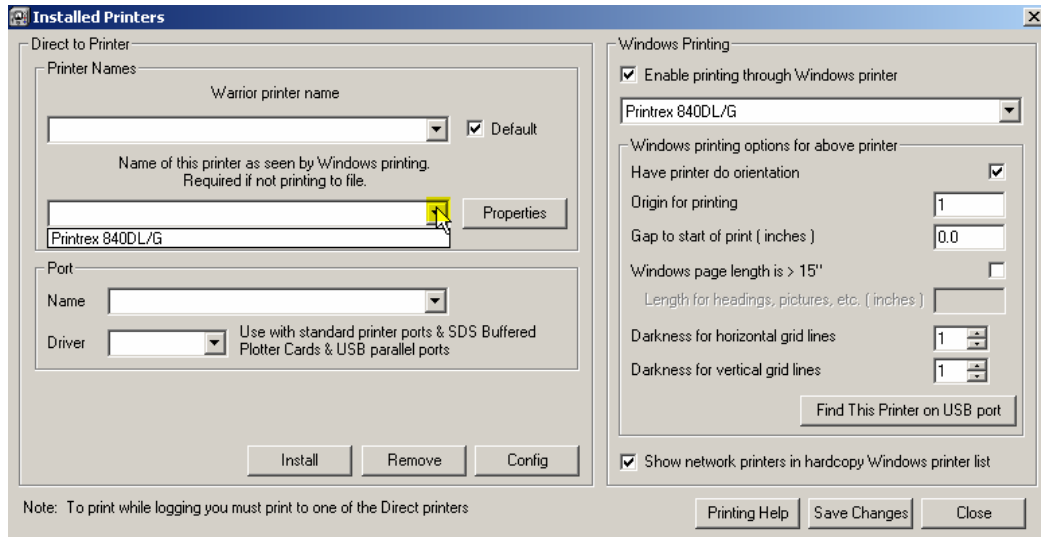 Installed Printers
Direct to Printer
Printer Names
Warrior printer name
Default
Name of this printer as seen by Windows printing.
Required if not printing to file.
Properties
Printrex 840DL/G
Port
Name
Driver
Use with standard printer ports & SDS Buffered
Plotter Cards & USB parallel ports
Install
Remove
Config
Note: To print while logging you must print to one of the Direct printers
Windows Printing
Enable printing through Windows printer
Printrex 840DL/G
Windows printing options for above printer
Have printer do orientation
Origin for printing
1
Gap to start of print ( inches )
0.0
Windows page length is > 15"
Length for headings, pictures, etc. ( inches )
Darkness for horizontal grid lines
1
Darkness for vertical grid lines
1
Find This Printer on USB port
Show network printers in hardcopy Windows printer list
Printing Help
Save Changes
Close